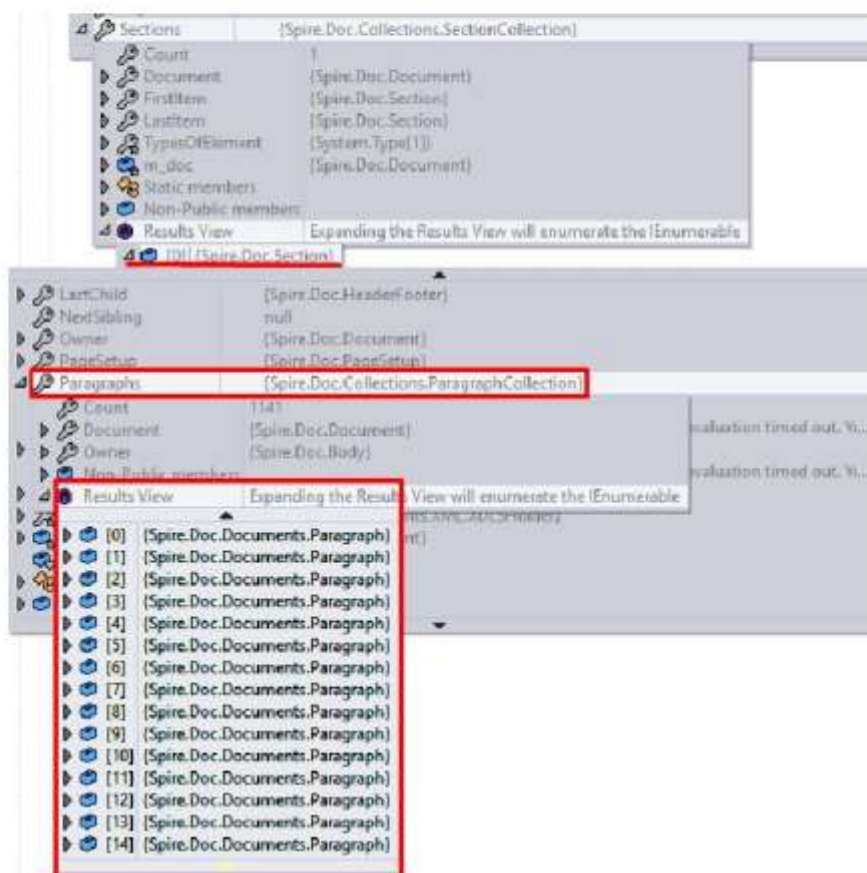 Sections {Spire.Doc.Collections.SectionCollection}
Count 1
Document {Spire.Doc.Document}
FirstItem {Spire.Doc.Section}
LastItem {Spire.Doc.Section}
TypesOfElement {System.Type[1]}
m_doc {Spire.Doc.Document}
Static members
Non-Public members
Results View Expanding the Results View will enumerate the IEnumerable
[0] {Spire.Doc.Section}
LastChild {Spire.Doc.HeaderFooter}
NextSibling null
Owner {Spire.Doc.Document}
PageSetup {Spire.Doc.PageSetup}
Paragraphs {Spire.Doc.Collections.ParagraphCollection}
Count 1141
Document {Spire.Doc.Document} evaluation timed out. Vi...
Owner {Spire.Doc.Body}
Non-Public members evaluation timed out. Vi...
Results View Expanding the Results View will enumerate the IEnumerable
[0] {Spire.Doc.Documents.Paragraph}
[1] {Spire.Doc.Documents.Paragraph}
[2] {Spire.Doc.Documents.Paragraph}
[3] {Spire.Doc.Documents.Paragraph}
[4] {Spire.Doc.Documents.Paragraph}
[5] {Spire.Doc.Documents.Paragraph}
[6] {Spire.Doc.Documents.Paragraph}
[7] {Spire.Doc.Documents.Paragraph}
[8] {Spire.Doc.Documents.Paragraph}
[9] {Spire.Doc.Documents.Paragraph}
[10] {Spire.Doc.Documents.Paragraph}
[11] {Spire.Doc.Documents.Paragraph}
[12] {Spire.Doc.Documents.Paragraph}
[13] {Spire.Doc.Documents.Paragraph}
[14] {Spire.Doc.Documents.Paragraph}